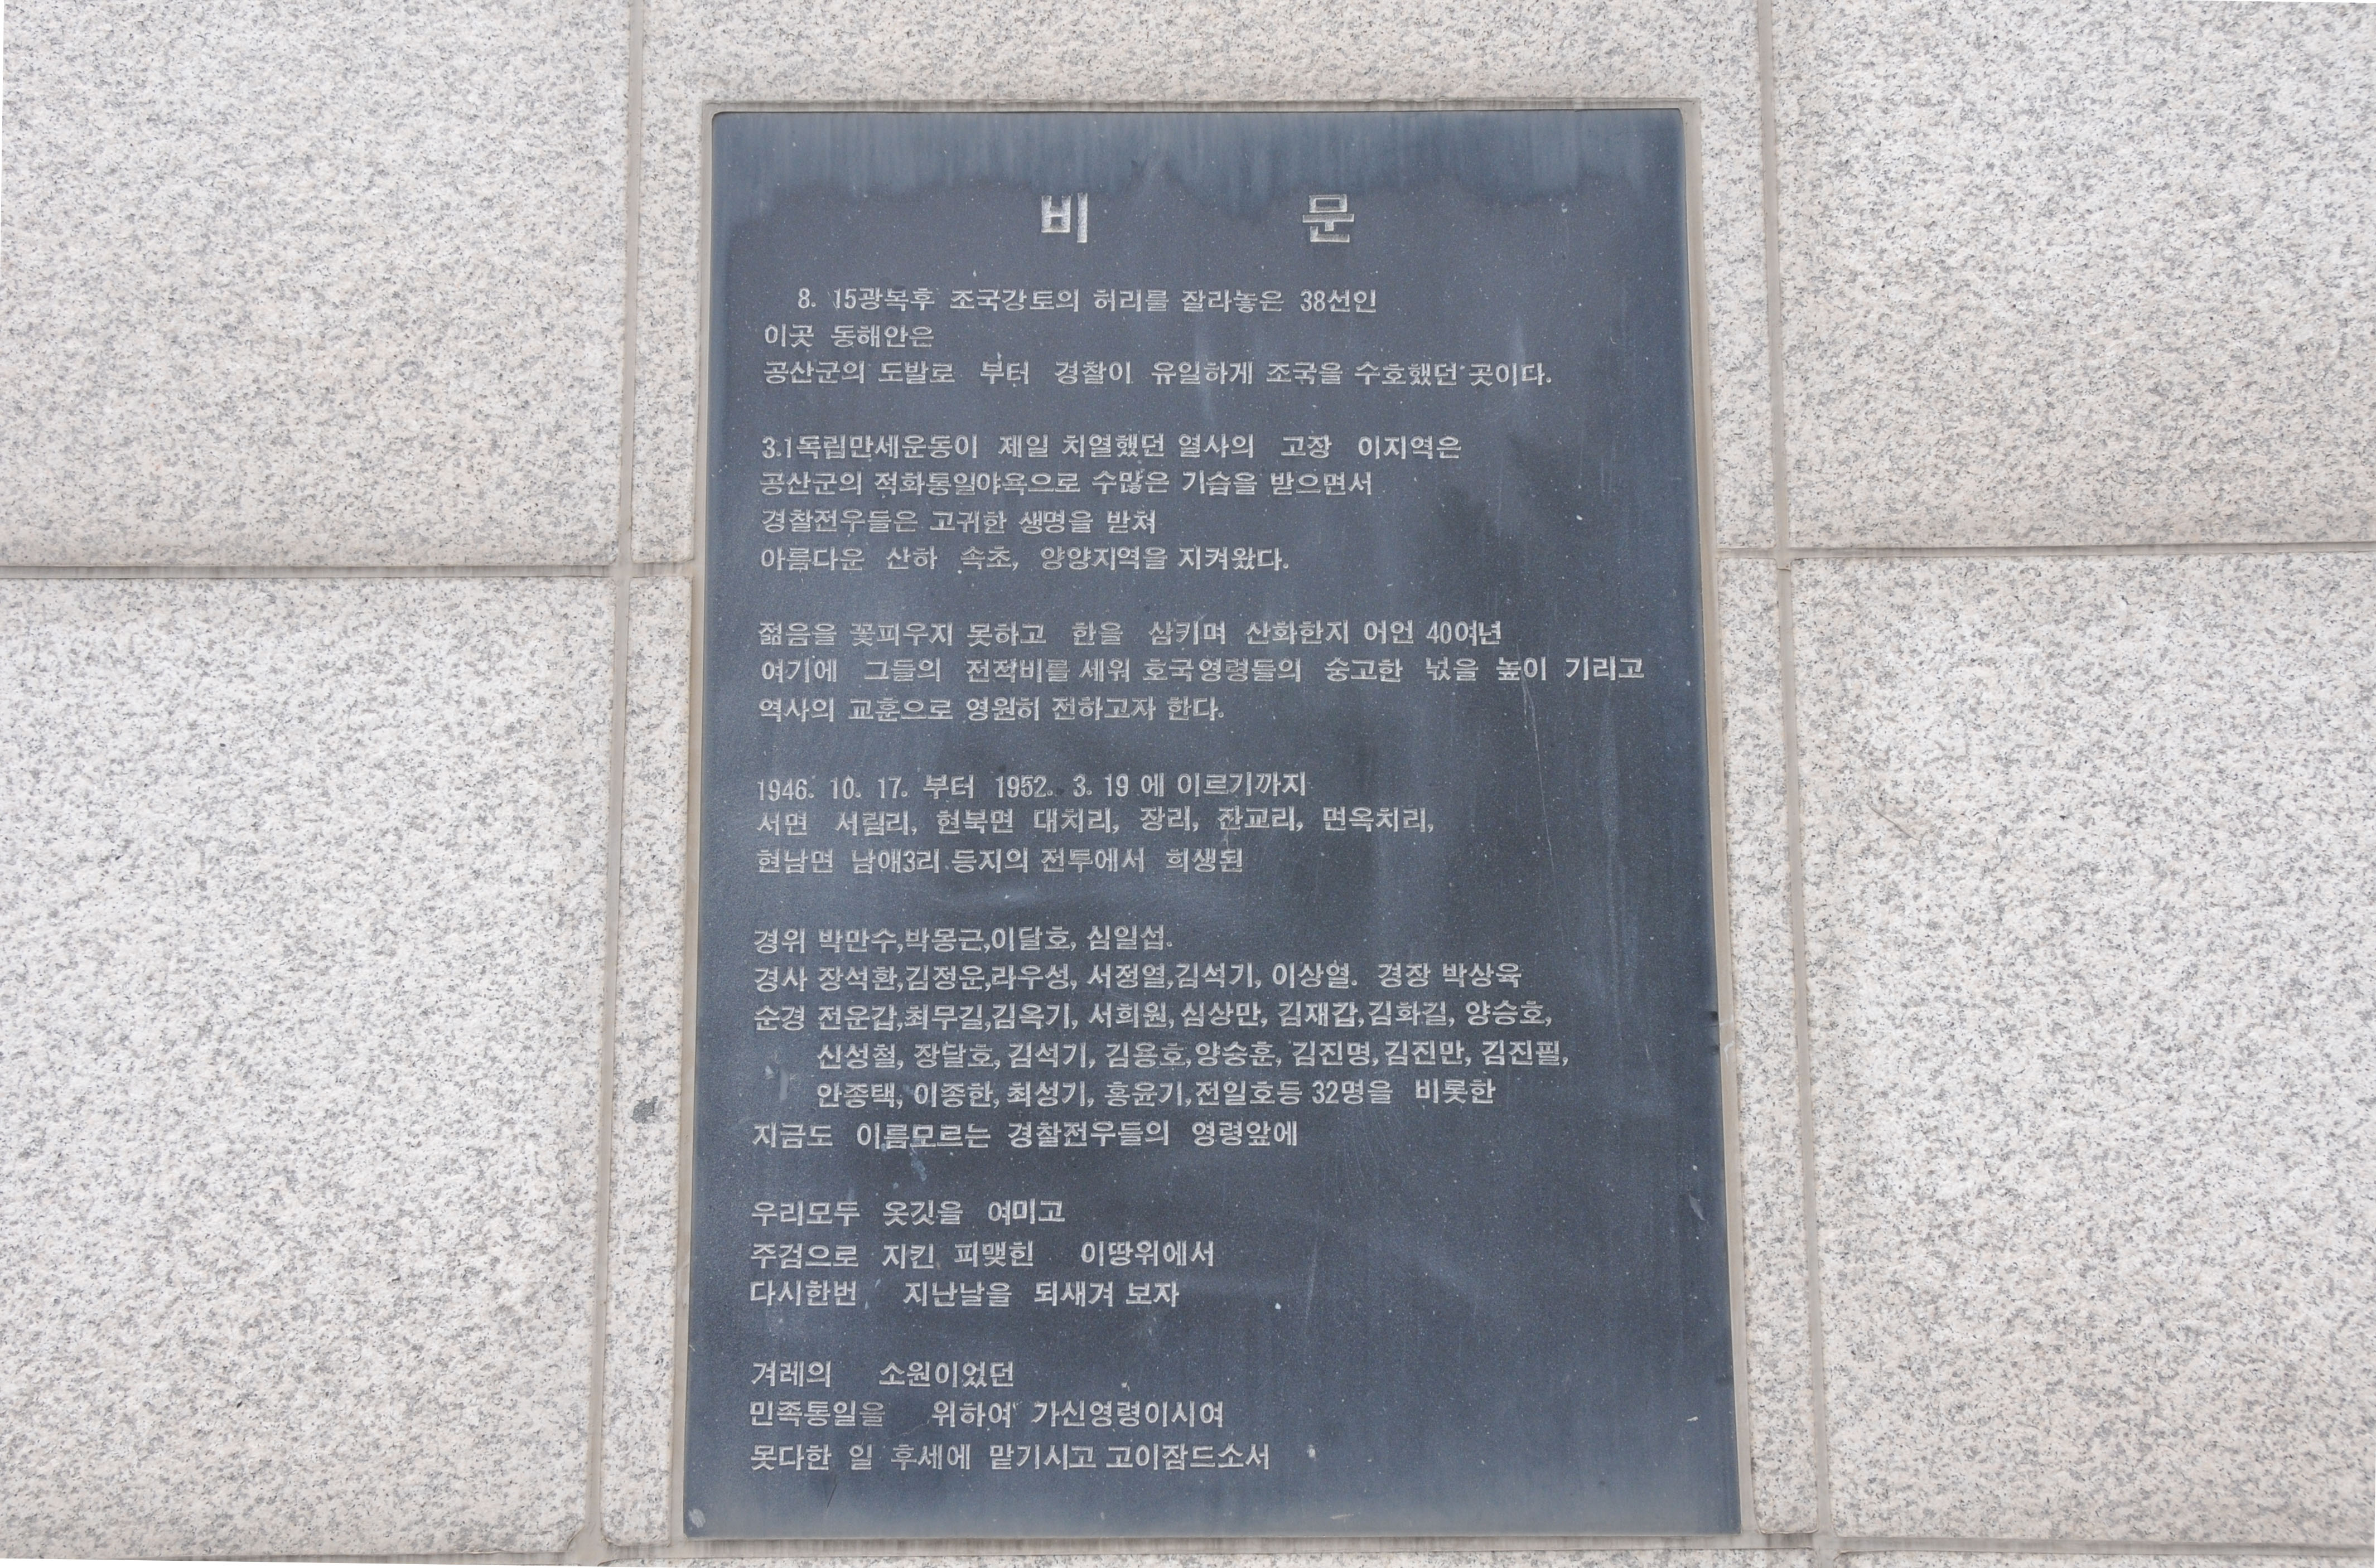 비 문
8. 15광복후 조국강토의 허리를 잘라놓은 38선인
이곳 동해안은
공산군의 도발로 부터 경찰이 유일하게 조국을 수호했던 곳이다.
3.1독립만세운동이 제일 치열했던 열사의 고장 이지역은
공산군의 적화통일야욕으로 수많은 기습을 받으면서
경찰전우들은 고귀한 생명을 받쳐
아름다운 산하 속초, 양양지역을 지켜왔다.
젊음을 꽃피우지 못하고 한을 삼키며 산화한지 어언 40여년
여기에 그들의 전적비를 세워 호국영령들의 숭고한 넋을 높이 기리고
역사의 교훈으로 영원히 전하고자 한다.
1946. 10. 17. 부터 1952. 3. 19 에 이르기까지
서면 서림리, 현북면 대치리, 장리, 잔교리, 면옥치리,
현남면 남애3리 등지의 전투에서 희생된
경위 박만수,박몽근,이달호, 심일섭.
경사 장석환,김정운,라우성, 서정열,김석기, 이상열. 경장 박상육
순경 전운갑,최무길,김옥기, 서희원, 심상만, 김재갑,김화길, 양승호,
신성철, 장달호, 김석기, 김용호,양승훈, 김진명,김진만, 김진필,
안종택, 이종한, 최성기, 홍윤기,전일호등 32명을 비롯한
지금도 이름모르는 경찰전우들의 영령앞에
우리모두 옷깃을 여미고
주검으로 지킨 피맺힌 이땅위에서
다시한번 지난날을 되새겨 보자
겨레의 소원이었던
민족통일을 위하여 가신영령이시여
못다한 일 후세에 맡기시고 고이잠드소서